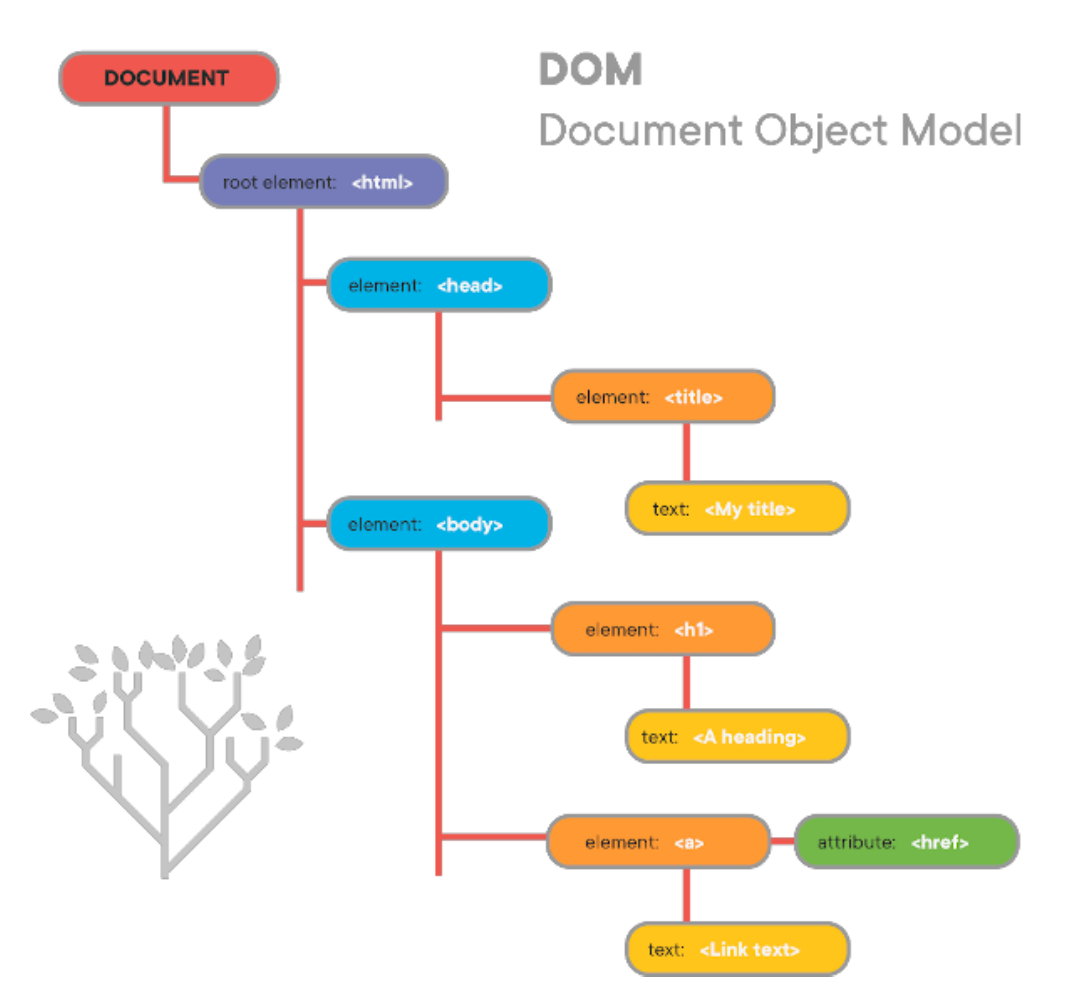 DOCUMENT
DOM
Document Object Model
root element: <html>
element: <head>
element: <title>
text: <My title>
element: <body>
element: <h1>
text: <A heading>
element: <a>
attribute: <href>
text: <Link text>